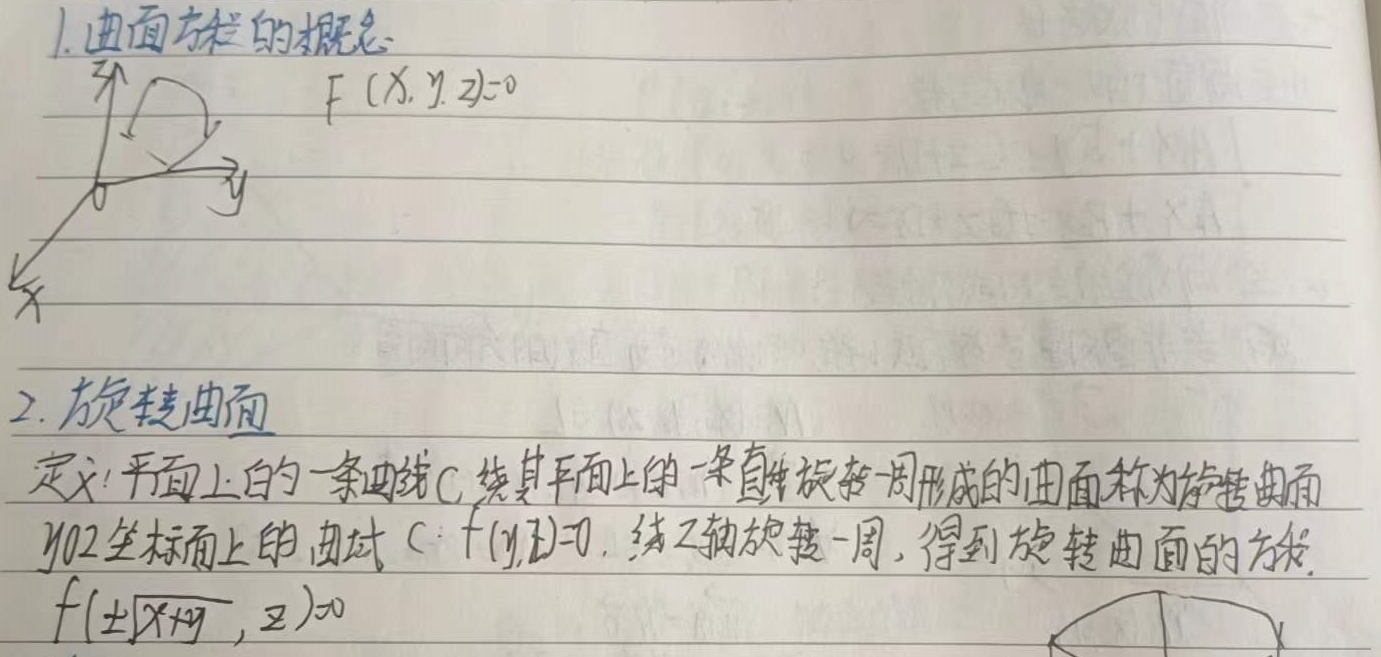 1. 曲面方程的概念.
z
F (x, y, z)=0
y
0
x
2. 旋转曲面
定义: 平面上的一条曲线C, 绕其平面上的一条直线旋转一周形成的曲面称为旋转曲面
yoz坐标面上的曲线 C: f(y,z)=0, 绕z轴旋转一周, 得到旋转曲面的方程.
f(±√x+y, z)=0